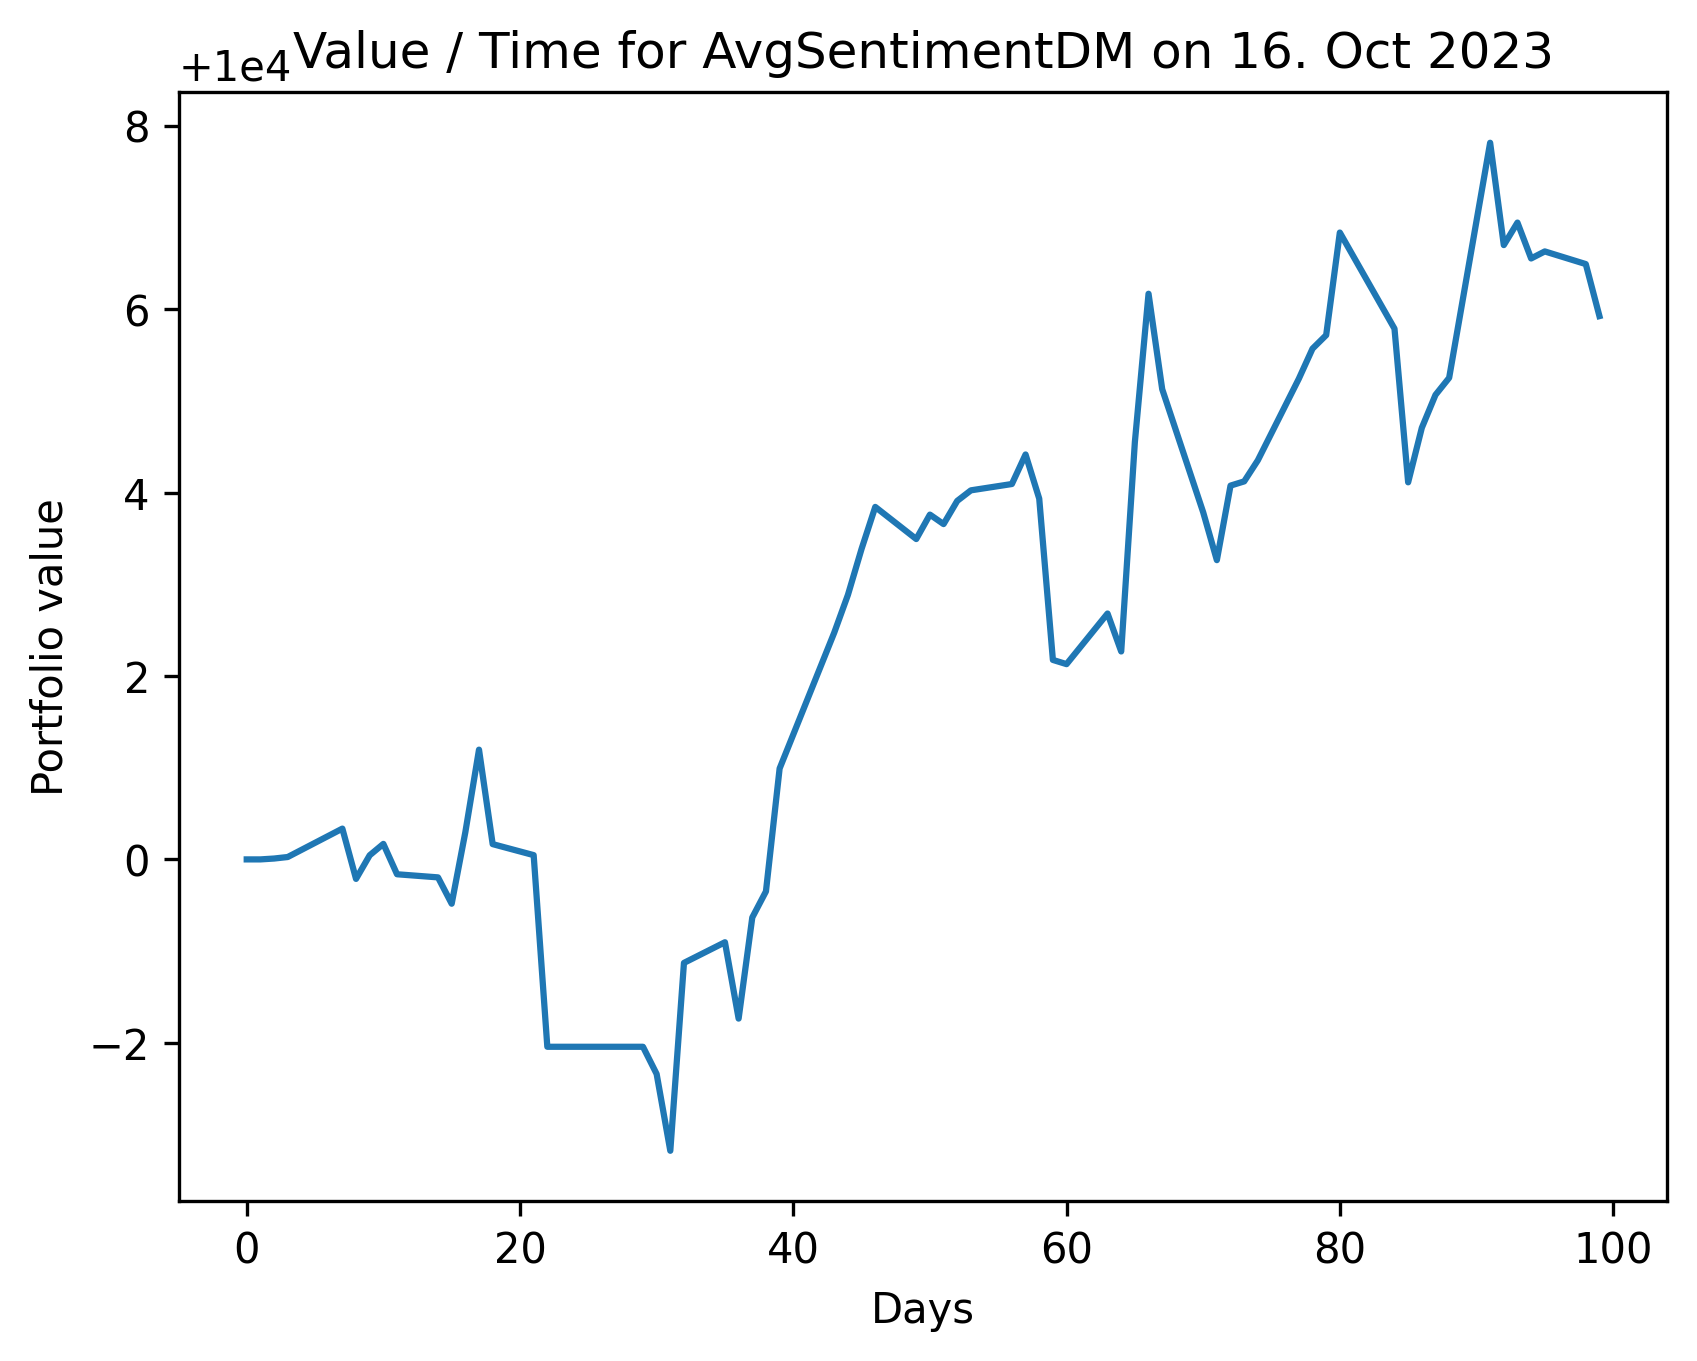 Value / Time for AvgSentimentDM on 16. Oct 2023
+1e4
8
6
4
2
0
−2
Portfolio value
0 20 40 60 80 100
Days